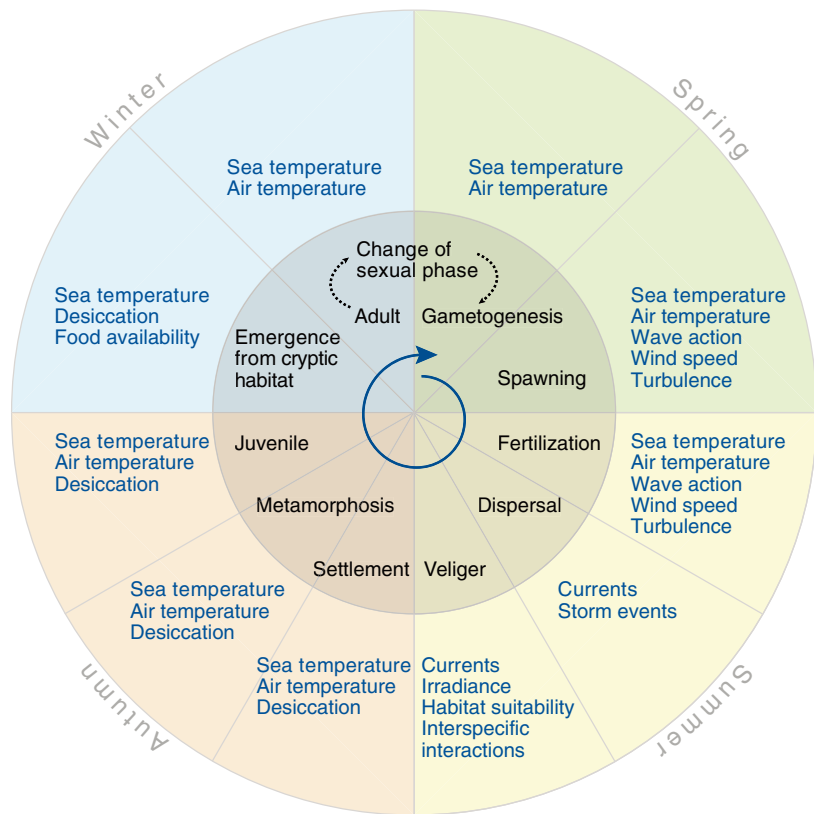 Winter
Spring
Sea temperature
Air temperature
Sea temperature
Air temperature
Change of
sexual phase
Adult
Gametogenesis
Sea temperature
Desiccation
Food availability
Emergence
from cryptic
habitat
Spawning
Sea temperature
Air temperature
Wave action
Wind speed
Turbulence
Sea temperature
Air temperature
Desiccation
Juvenile
Fertilization
Sea temperature
Air temperature
Wave action
Wind speed
Turbulence
Metamorphosis
Dispersal
Settlement
Veliger
Sea temperature
Air temperature
Desiccation
Currents
Storm events
Sea temperature
Air temperature
Desiccation
Currents
Irradiance
Habitat suitability
Interspecific
interactions
Autumn
Summer